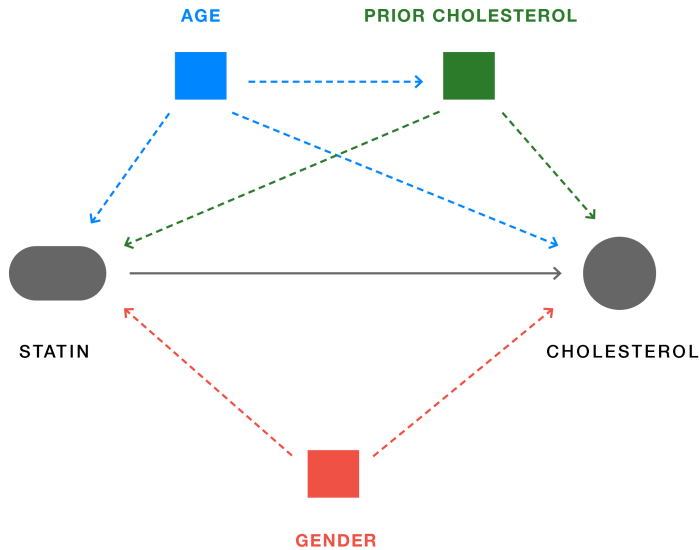 AGE
PRIOR CHOLESTEROL
STATIN
CHOLESTEROL
GENDER